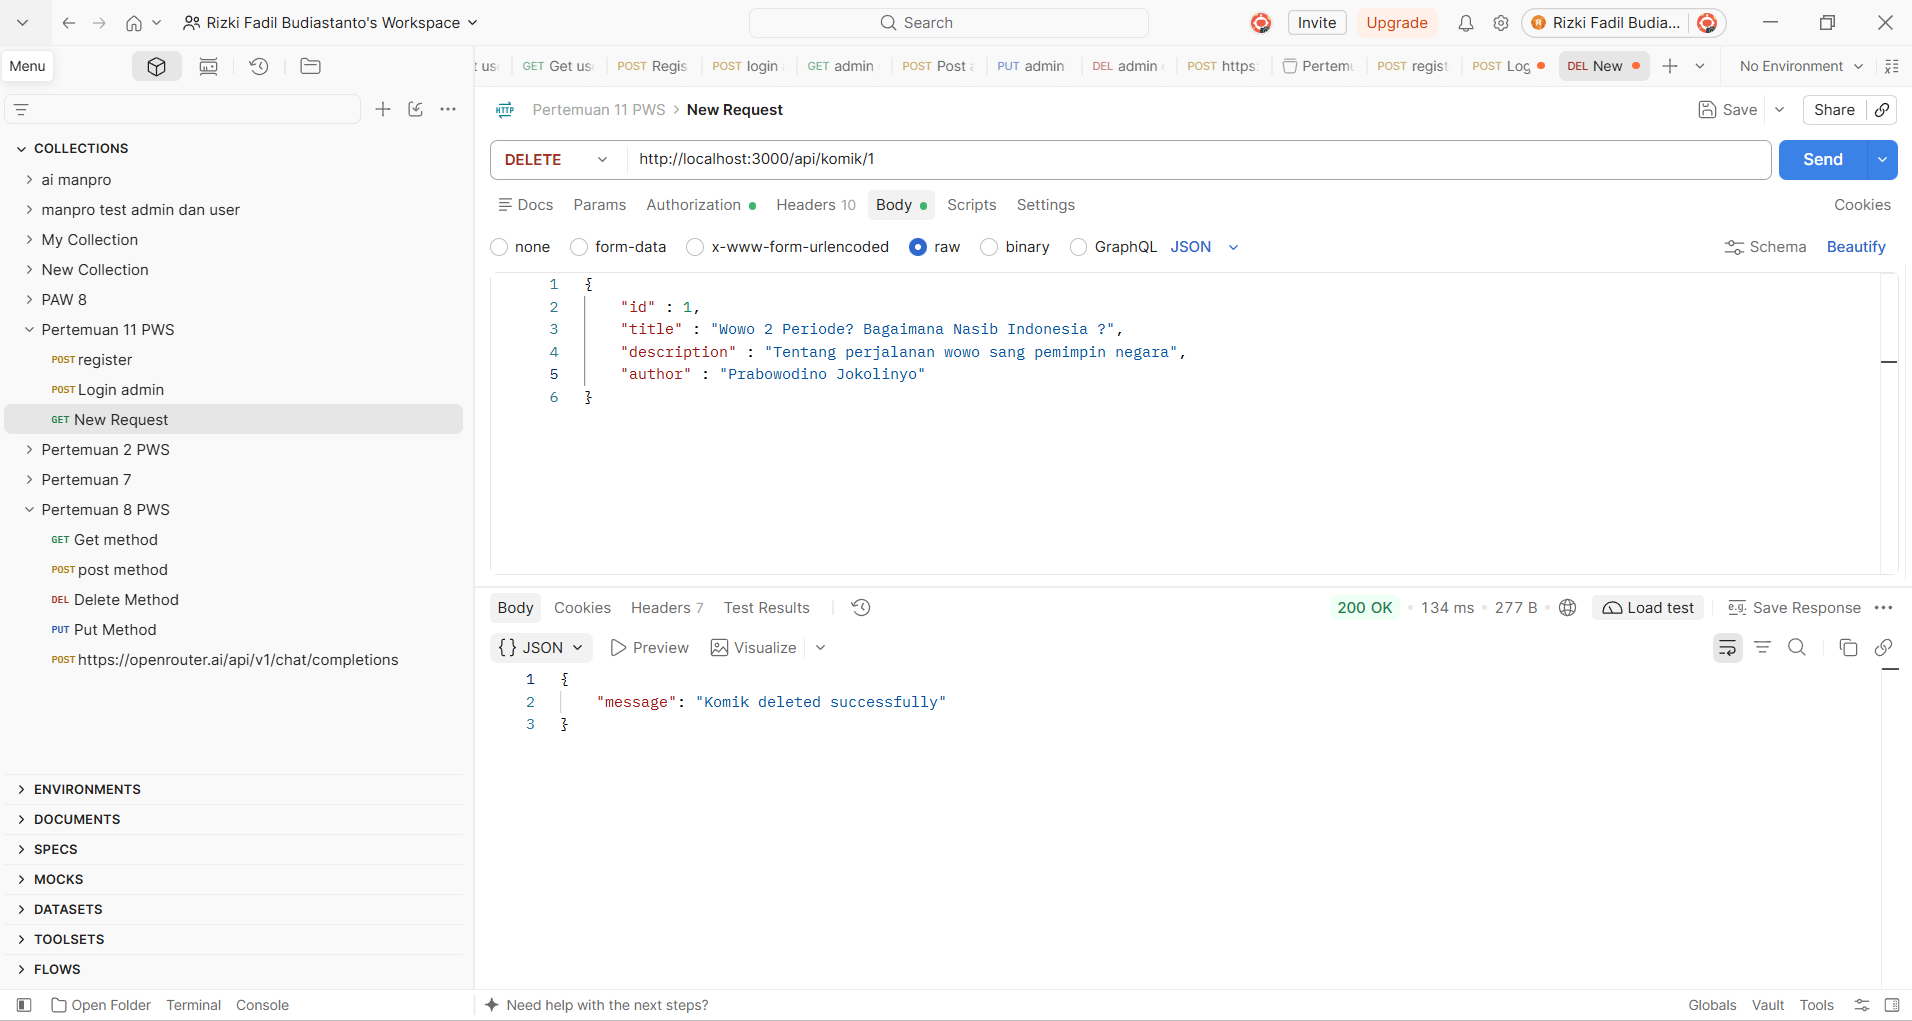 Rizki Fadil Budiastanto's Workspace
Search
Invite
Upgrade
Rizki Fadil Budia...
Menu
GET Get us
POST Regis
POST login
GET admin
POST Post
PUT admin
DEL admin
POST https:
Pertem
POST regist
POST Log
DEL New
No Environment
Pertemuan 11 PWS > New Request
Save
Share
COLLECTIONS
ai manpro
manpro test admin dan user
My Collection
New Collection
PAW 8
Pertemuan 11 PWS
POST register
POST Login admin
GET New Request
Pertemuan 2 PWS
Pertemuan 7
Pertemuan 8 PWS
GET Get method
POST post method
DEL Delete Method
PUT Put Method
POST https://openrouter.ai/api/v1/chat/completions
ENVIRONMENTS
DOCUMENTS
SPECS
MOCKS
DATASETS
TOOLSETS
FLOWS
HTTP
DELETE
http://localhost:3000/api/komik/1
Send
Docs
Params
Authorization
Headers 10
Body
Scripts
Settings
Cookies
none
form-data
x-www-form-urlencoded
raw
binary
GraphQL
JSON
Schema
Beautify
1 {
2 "id" : 1,
3 "title" : "Wowo 2 Periode? Bagaimana Nasib Indonesia ?",
4 "description" : "Tentang perjalanan wowo sang pemimpin negara",
5 "author" : "Prabowodino Jokolinyo"
6 }
Body
Cookies
Headers 7
Test Results
200 OK
134 ms
277 B
Load test
e.g. Save Response
{} JSON
Preview
Visualize
1 {
2 "message": "Komik deleted successfully"
3 }
Open Folder
Terminal
Console
Need help with the next steps?
Globals
Vault
Tools